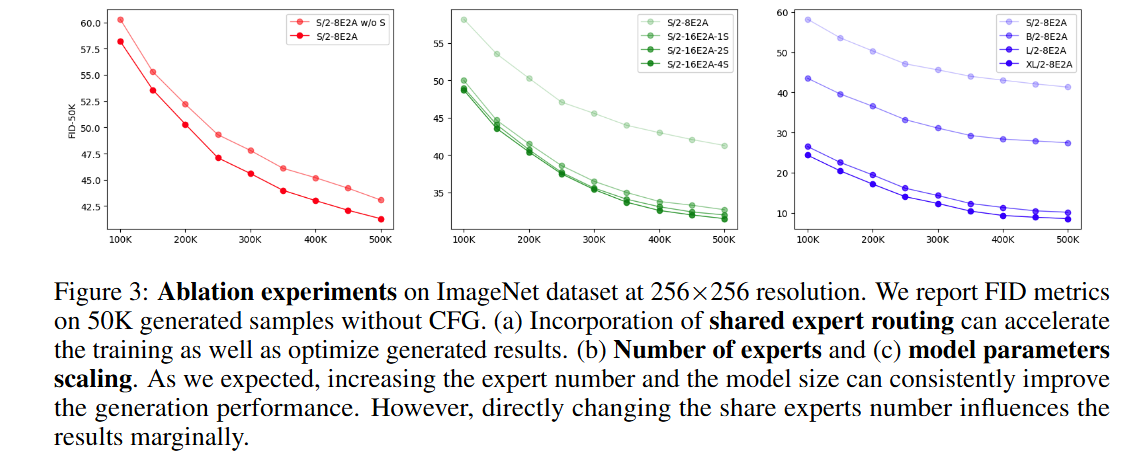 60.0
57.5
55.0
52.5
50.0
47.5
45.0
42.5
FID-50K
100K
200K
300K
400K
500K
S/2-8E2A w/o S
S/2-8E2A
55
50
45
40
35
100K
200K
300K
400K
500K
S/2-8E2A
S/2-16E2A-1S
S/2-16E2A-2S
S/2-16E2A-4S
60
50
40
30
20
10
100K
200K
300K
400K
500K
S/2-8E2A
B/2-8E2A
L/2-8E2A
XL/2-8E2A
Figure 3: Ablation experiments on ImageNet dataset at 256×256 resolution. We report FID metrics
on 50K generated samples without CFG. (a) Incorporation of shared expert routing can accelerate
the training as well as optimize generated results. (b) Number of experts and (c) model parameters
scaling. As we expected, increasing the expert number and the model size can consistently improve
the generation performance. However, directly changing the share experts number influences the
results marginally.